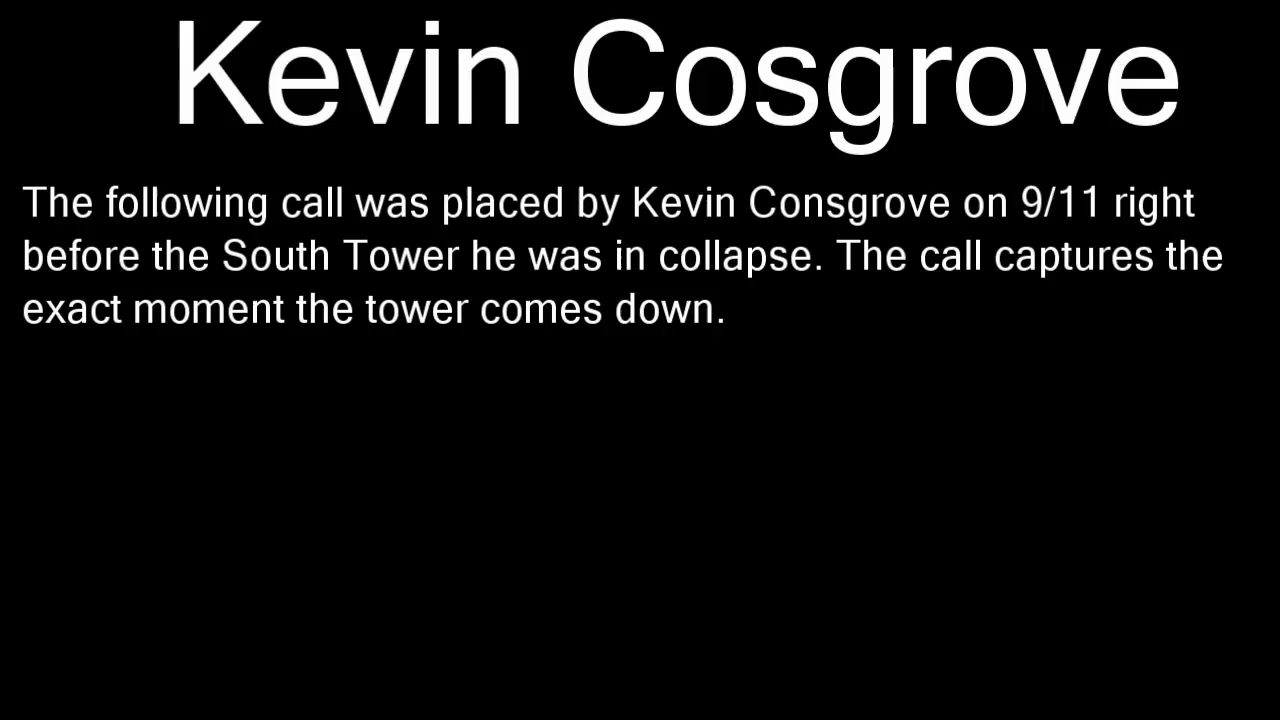 Kevin Cosgrove
The following call was placed by Kevin Consgrove on 9/11 right
before the South Tower he was in collapse. The call captures the
exact moment the tower comes down.